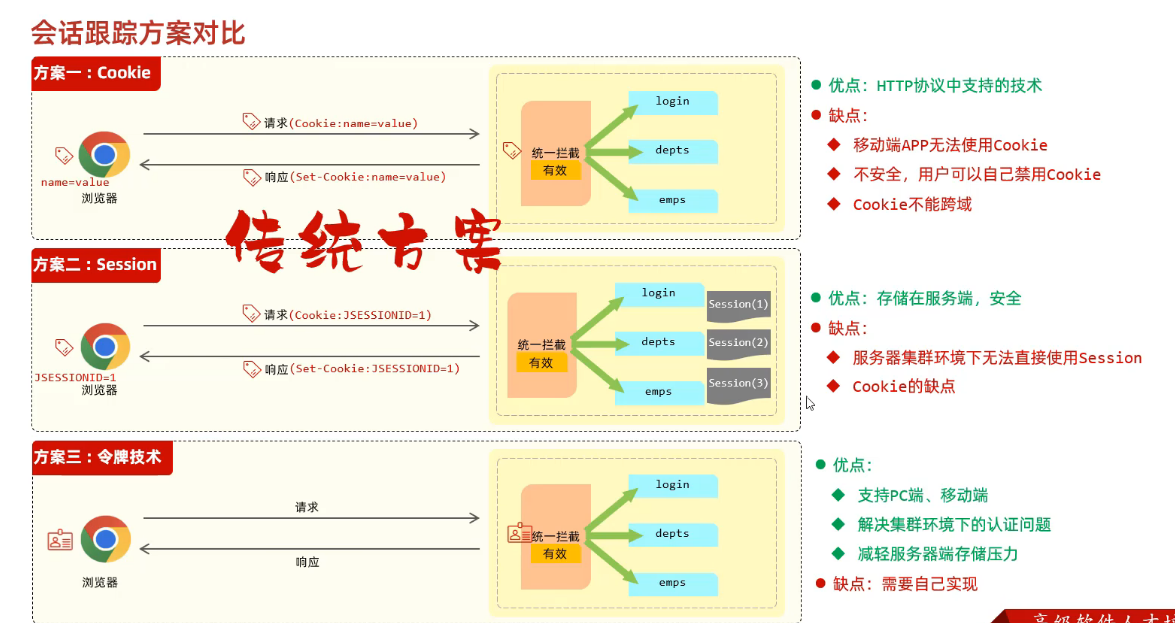 会话跟踪方案对比
方案一：Cookie
请求(Cookie:name=value)
响应(Set-Cookie:name=value)
name=value
浏览器
统一拦截
有效
login
depts
emps
优点：HTTP协议中支持的技术
缺点：
移动端APP无法使用Cookie
不安全，用户可以自己禁用Cookie
Cookie不能跨域
传统方案
方案二：Session
请求(Cookie:JSESSIONID=1)
响应(Set-Cookie:JSESSIONID=1)
JSESSIONID=1
浏览器
统一拦截
有效
login
depts
emps
Session(1)
Session(2)
Session(3)
优点：存储在服务端，安全
缺点：
服务器集群环境下无法直接使用Session
Cookie的缺点
方案三：令牌技术
请求
响应
浏览器
统一拦截
有效
login
depts
emps
优点：
支持PC端、移动端
解决集群环境下的认证问题
减轻服务器端存储压力
缺点：需要自己实现
高级软件人才